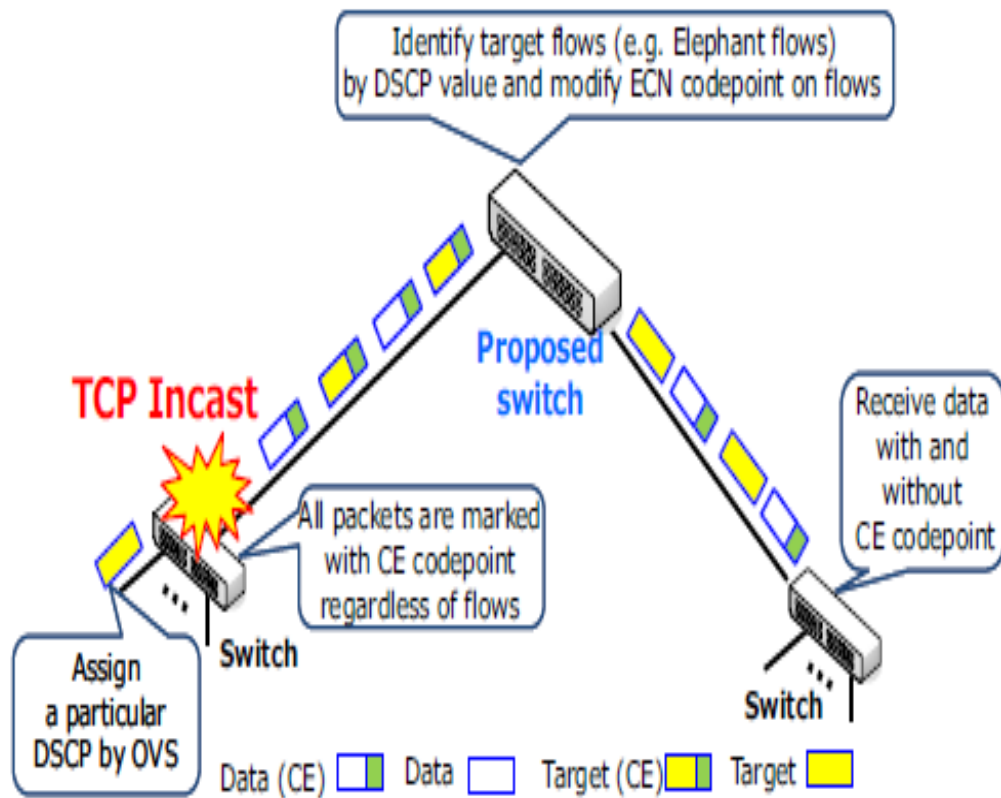 Identify target flows (e.g. Elephant flows)
by DSCP value and modify ECN codepoint on flows
Proposed
switch
TCP Incast
Receive data
with and
without
CE codepoint
All packets are marked
with CE codepoint
regardless of flows
...
Switch
Assign
a particular
DSCP by OVS
...
Switch
Data (CE)
Data
Target (CE)
Target